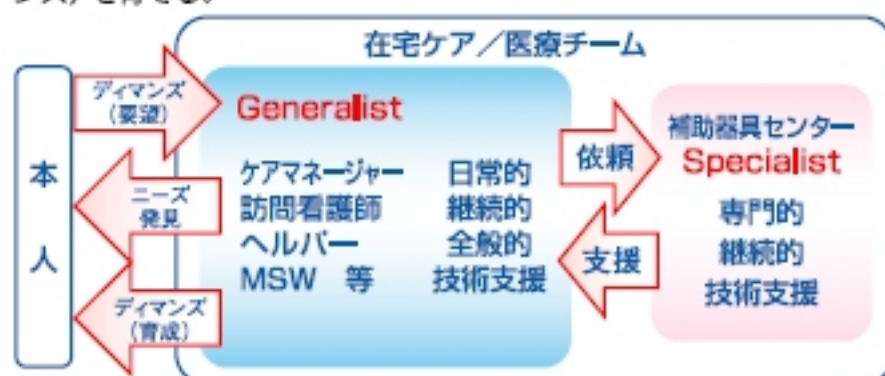 を育てる。
在宅ケア／医療チーム
本人
ディマンズ
(要望)
ニーズ
発見
ディマンズ
(育成)
Generalist
ケアマネージャー 日常的
訪問看護師 継続的
ヘルパー 全般的
MSW 等 技術支援
依頼
支援
補助器具センター
Specialist
専門的
継続的
技術支援